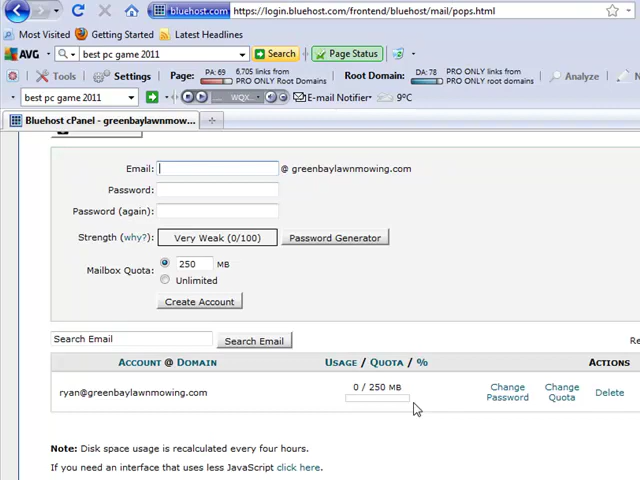 bluehost.com https://login.bluehost.com/frontend/bluehost/mail/pops.html
Most Visited Getting Started Latest Headlines
AVG best pc game 2011 Search Page Status
Tools Settings Page: PA: 69 6,705 links from PRO ONLY Root Domains Root Domain: DA: 78 PRO ONLY links from PRO ONLY Root Domains Analyze
best pc game 2011 WQX E-mail Notifier 9°C
Bluehost cPanel - greenbaylawnmow...
Email: @ greenbaylawnmowing.com
Password:
Password (again):
Strength (why?): Very Weak (0/100) Password Generator
Mailbox Quota: 250 MB
Unlimited
Create Account
Search Email Search Email Re
ACCOUNT @ DOMAIN USAGE / QUOTA / % ACTIONS
ryan@greenbaylawnmowing.com 0 / 250 MB Change Password Change Quota Delete
Note: Disk space usage is recalculated every four hours.
If you need an interface that uses less JavaScript click here.